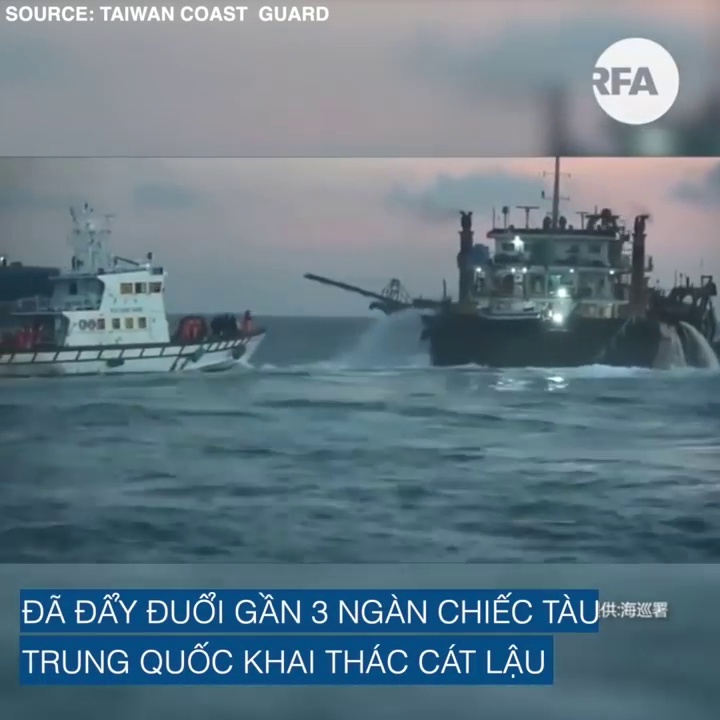 SOURCE: TAIWAN COAST GUARD
RFA
ĐÃ ĐẨY ĐUỔI GẦN 3 NGÀN CHIẾC TÀU
供:海巡署
TRUNG QUỐC KHAI THÁC CÁT LẬU